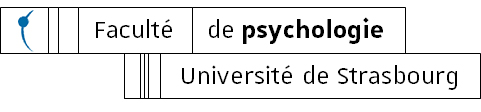 Faculté de psychologie
Université de Strasbourg